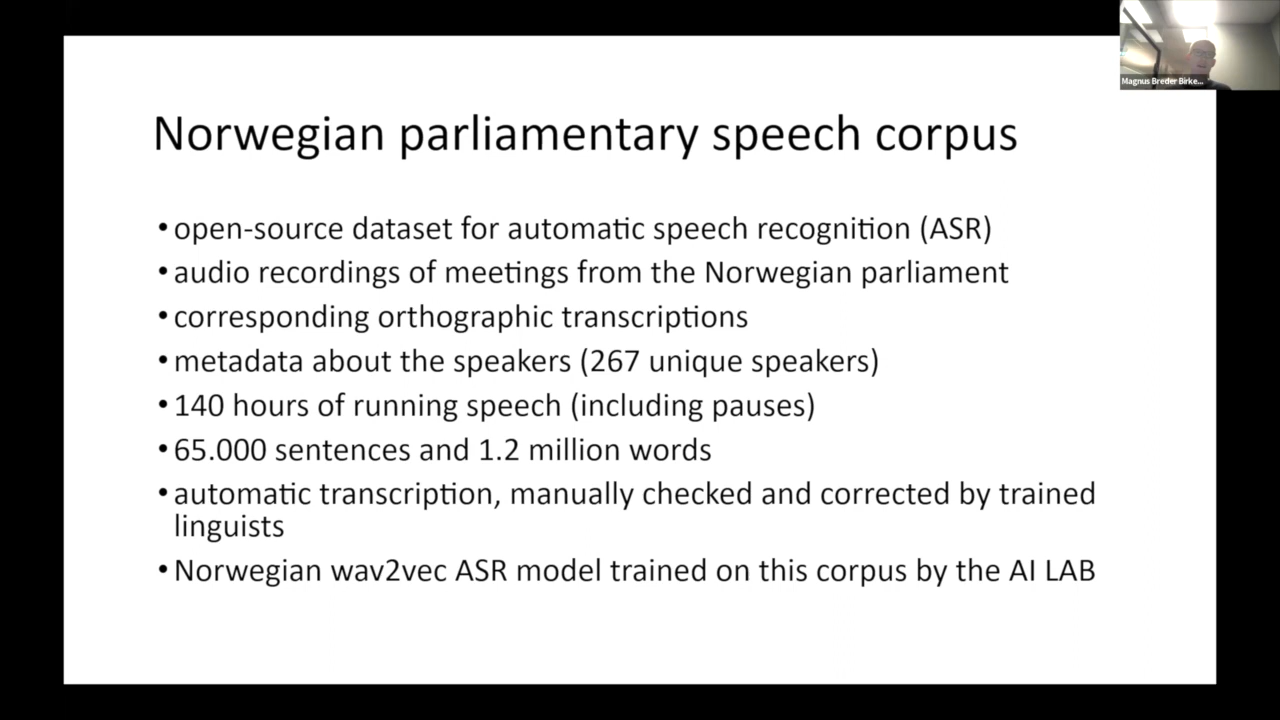 Magnus Breder Birke...
Norwegian parliamentary speech corpus
•open-source dataset for automatic speech recognition (ASR)
•audio recordings of meetings from the Norwegian parliament
•corresponding orthographic transcriptions
•metadata about the speakers (267 unique speakers)
•140 hours of running speech (including pauses)
•65.000 sentences and 1.2 million words
•automatic transcription, manually checked and corrected by trained
linguists
•Norwegian wav2vec ASR model trained on this corpus by the AI LAB